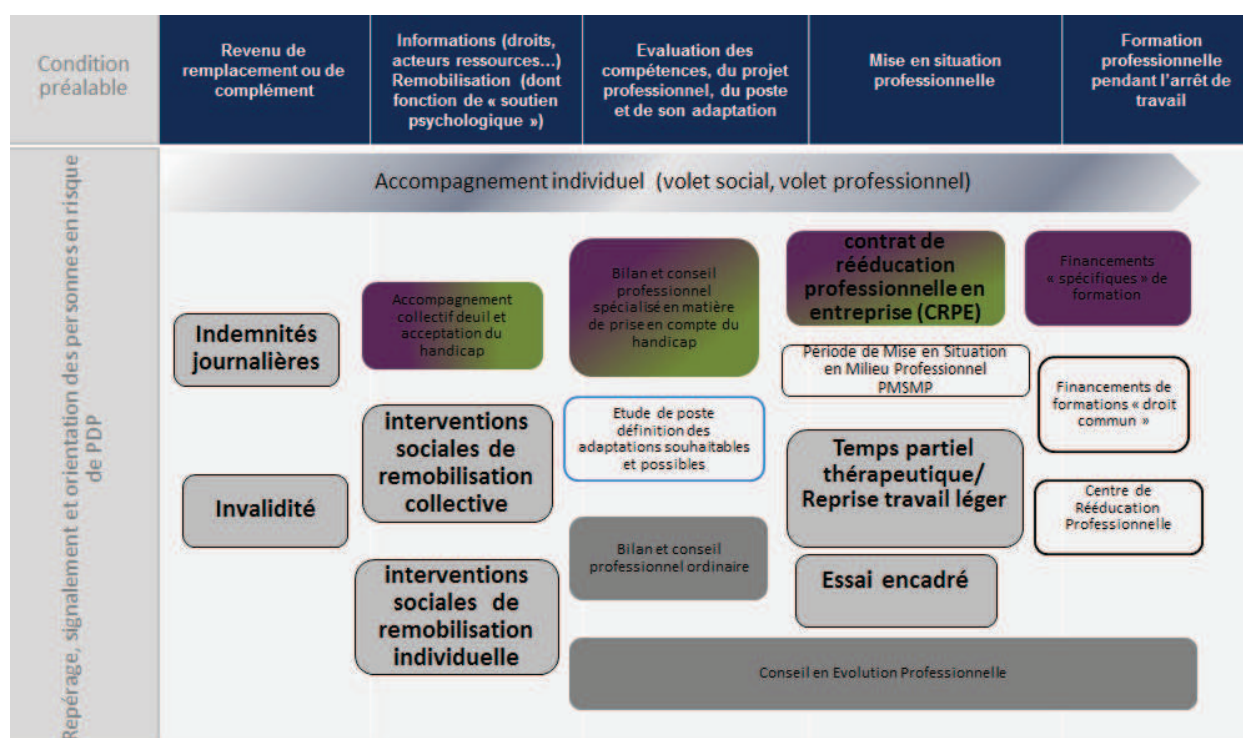 Condition
préalable
Revenu de
remplacement ou de
complément
Informations (droits,
acteurs ressources...)
Remobilisation (dont
fonction de « soutien
psychologique »)
Evaluation des
compétences, du projet
professionnel, du poste
et de son adaptation
Mise en situation
professionnelle
Formation
professionnelle
pendant l'arrêt de
travail
Repérage, signalement et orientation des personnes en risque
de PDP
Accompagnement individuel (volet social, volet professionnel)
Indemnités
journalières
Invalidité
Accompagnement
collectif deuil et
acceptation du
handicap
interventions
sociales de
remobilisation
collective
interventions
sociales de
remobilisation
individuelle
Bilan et conseil
professionnel
spécialisé en matière
de prise en compte du
handicap
Etude de poste
définition des
adaptations souhaitables
et possibles
Bilan et conseil
professionnel ordinaire
contrat de
rééducation
professionnelle en
entreprise (CRPE)
Période de Mise en Situation
en Milieu Professionnel
PMSMP
Temps partiel
thérapeutique/
Reprise travail léger
Essai encadré
Financements
« spécifiques » de
formation
Financements de
formations « droit
commun »
Centre de
Rééducation
Professionnelle
Conseil en Evolution Professionnelle